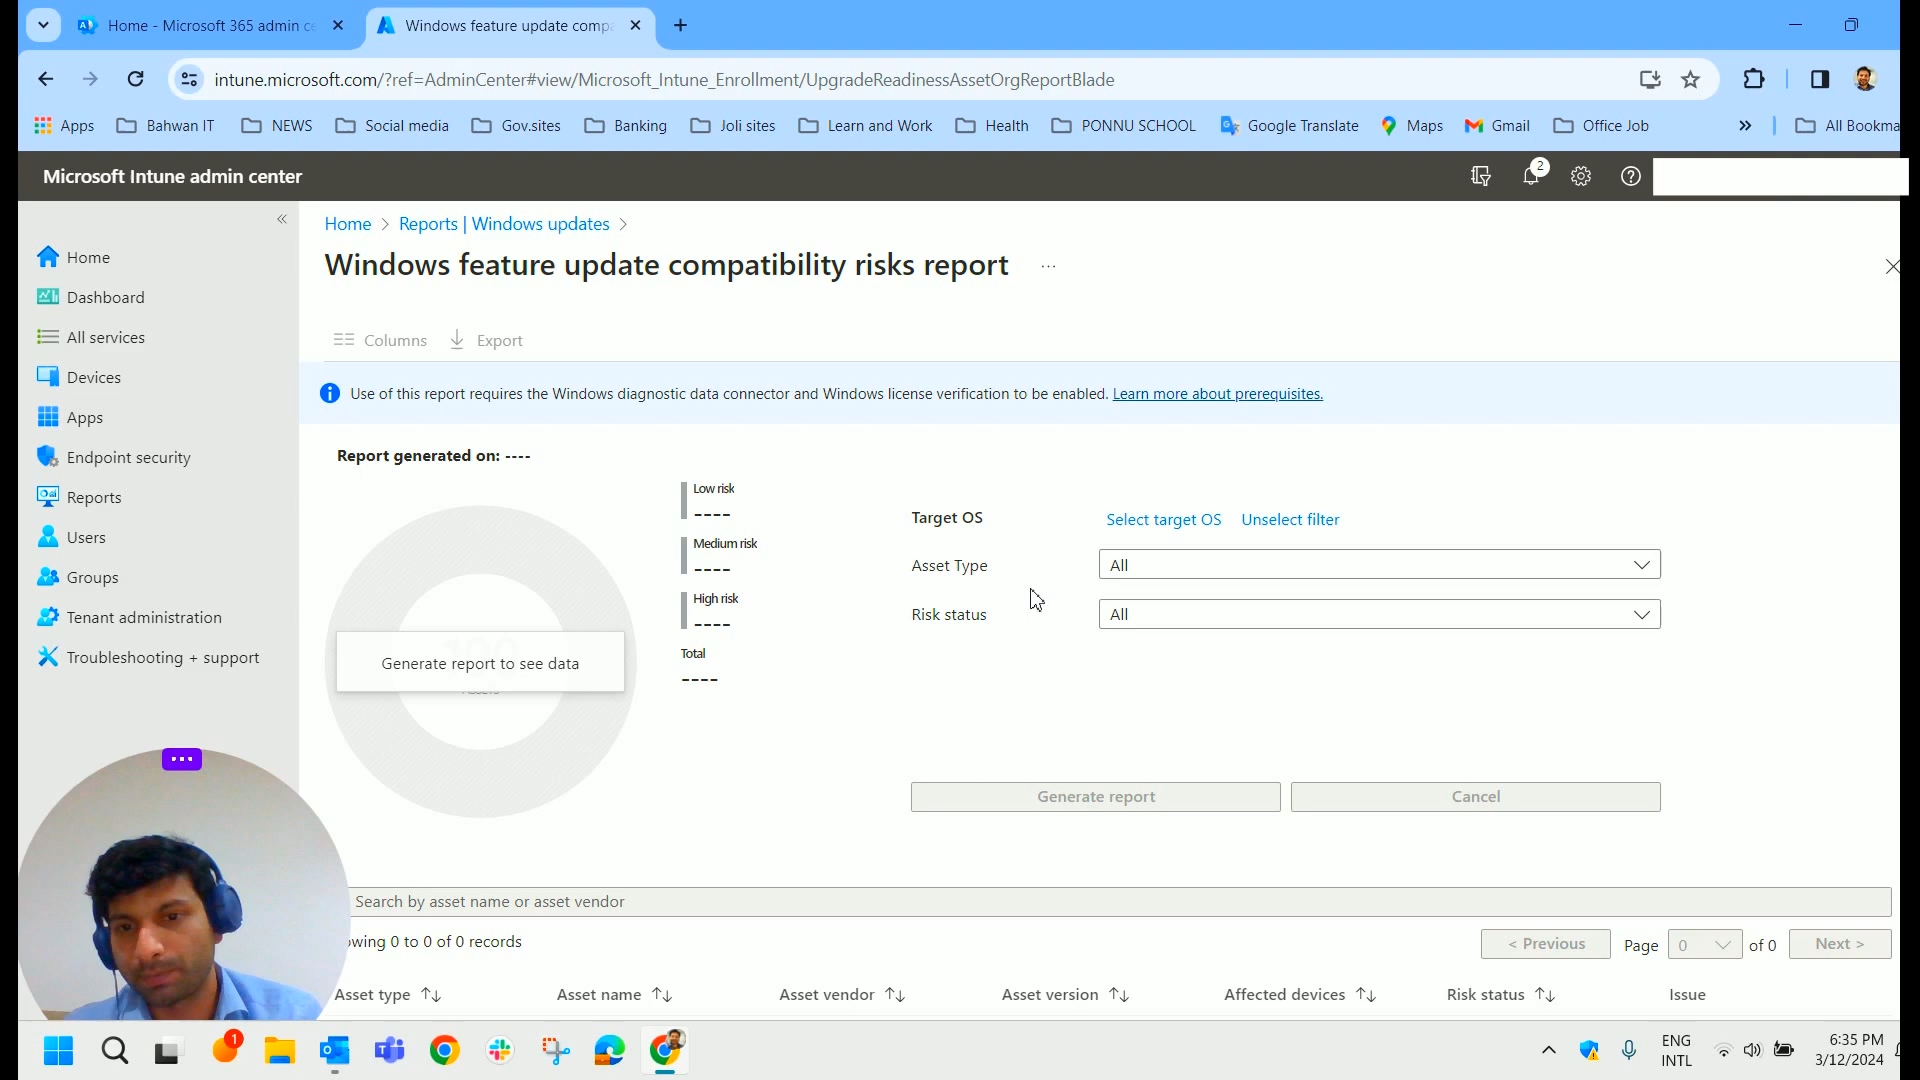 Home - Microsoft 365 admin ce
Windows feature update compa
intune.microsoft.com/?ref=AdminCenter#view/Microsoft_Intune_Enrollment/UpgradeReadinessAssetOrgReportBlade
Apps
Bahwan IT
NEWS
Social media
Gov.sites
Banking
Joli sites
Learn and Work
Health
PONNU SCHOOL
Google Translate
Maps
Gmail
Office Job
»
All Bookma
Microsoft Intune admin center
2
Home > Reports | Windows updates >
Windows feature update compatibility risks report ...
Home
Dashboard
All services
Devices
Apps
Endpoint security
Reports
Users
Groups
Tenant administration
Troubleshooting + support
Columns
Export
Use of this report requires the Windows diagnostic data connector and Windows license verification to be enabled. Learn more about prerequisites.
Report generated on: ----
Generate report to see data
Low risk
----
Medium risk
----
High risk
----
Total
----
Target OS
Select target OS
Unselect filter
Asset Type
All
Risk status
All
Generate report
Cancel
Search by asset name or asset vendor
owing 0 to 0 of 0 records
< Previous
Page 0 of 0
Next >
Asset type
Asset name
Asset vendor
Asset version
Affected devices
Risk status
Issue
1
ENG
INTL
6:35 PM
3/12/2024